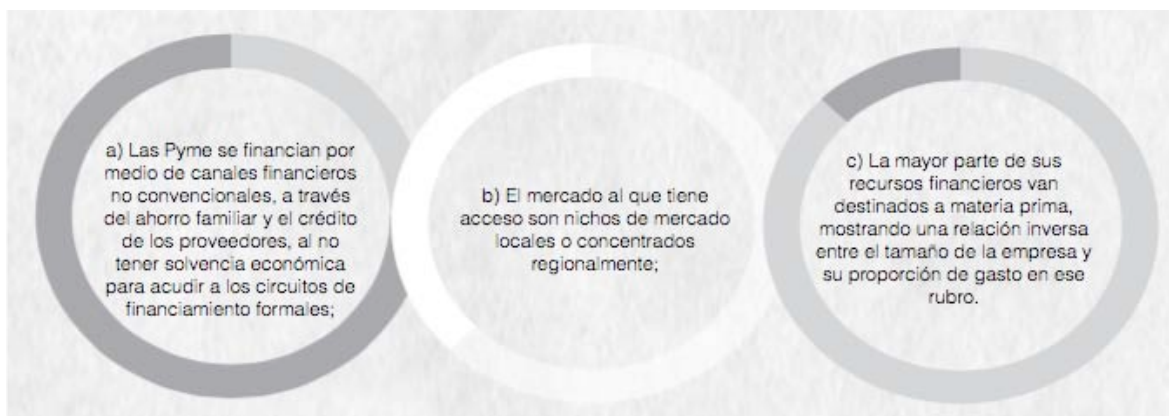 a) Las Pyme se financian por
medio de canales financieros
no convencionales, a través
del ahorro familiar y el crédito
de los proveedores, al no
tener solvencia económica
para acudir a los circuitos de
financiamiento formales;
b) El mercado al que tiene
acceso son nichos de mercado
locales o concentrados
regionalmente;
c) La mayor parte de sus
recursos financieros van
destinados a materia prima,
mostrando una relación inversa
entre el tamaño de la empresa y
su proporción de gasto en ese
rubro.